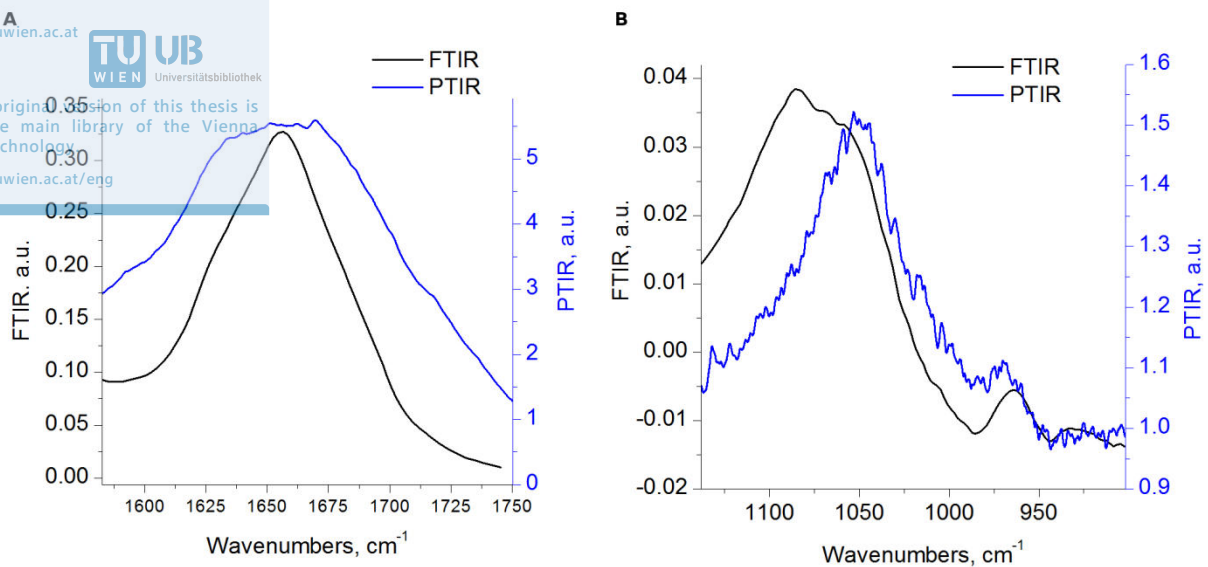 A
wien.ac.at
TU
WIEN
UB
Universitätsbibliothek
original version of this thesis is
main library of the Vienna
wien.ac.at/eng
FTIR
PTIR
0.35
0.30
0.25
0.20
0.15
0.10
0.05
0.00
FTIR. a.u.
5
4
3
2
1
0
PTIR, a.u.
1600
1625
1650
1675
1700
1725
1750
Wavenumbers, cm⁻¹
B
FTIR
PTIR
0.04
0.03
0.02
0.01
0.00
-0.01
-0.02
FTIR, a.u.
1.6
1.5
1.4
1.3
1.2
1.1
1.0
0.9
PTIR, a.u.
1100
1050
1000
950
Wavenumbers, cm⁻¹